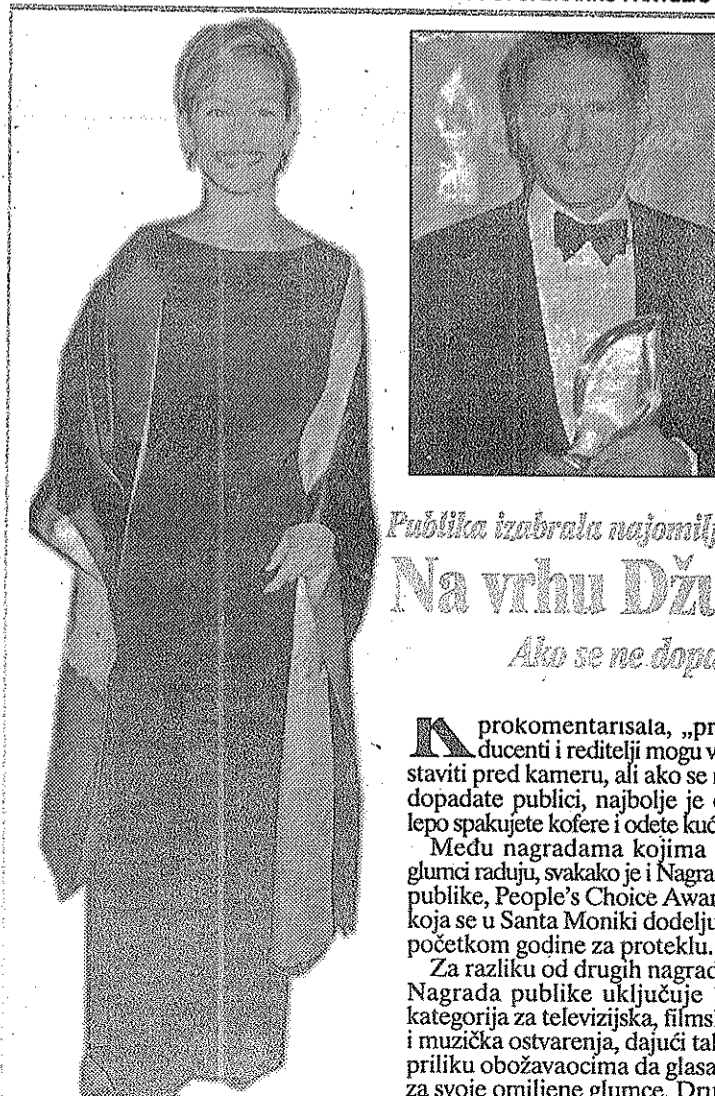 Publika izabrala najomilj
Na vrhu Džu
Ako se ne dopa
K prokomentarisala, „pr
ducenti i reditelji mogu v
staviti pred kameru, ali ako se
dopadate publici, najbolje je
lepo spakujete kofere i odete kuć
Među nagradama kojima
glumci raduju, svakako je i Nagra
publike, People's Choice Awar
koja se u Santa Moniki dodelju
početkom godine za proteklu.
Za razliku od drugih nagrad
Nagrada publike uključuje
kategorija za televizijska, films
i muzička ostvarenja, dajući tal
priliku obožavaocima da glasa
za svoje omiljene glumce. Dru